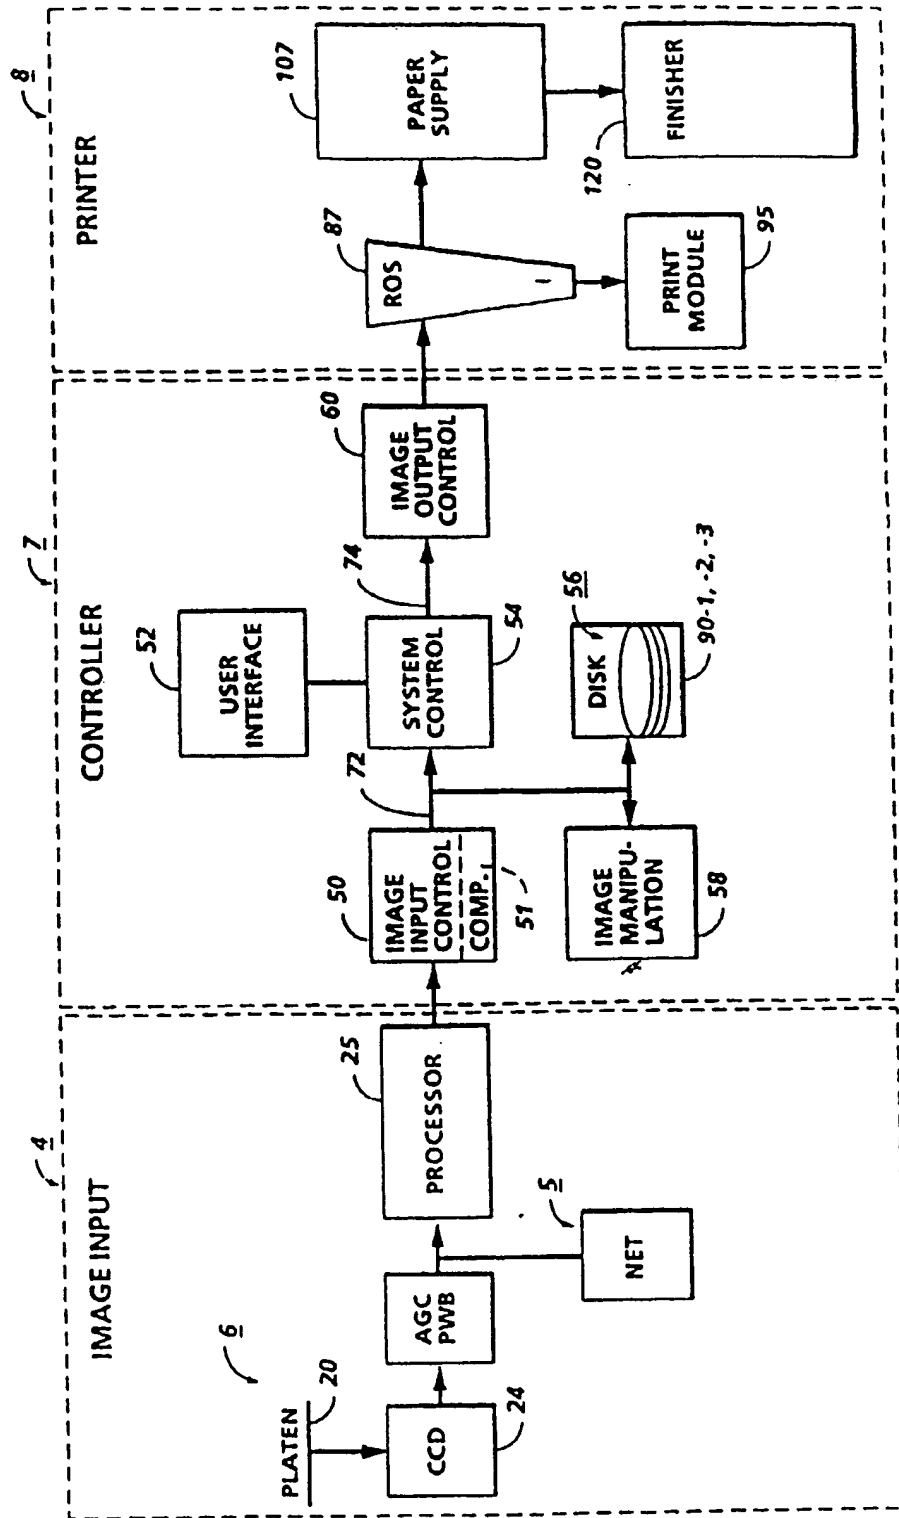 IMAGE INPUT
4
6
PLATEN
20
CCD
24
AGC
PWB
NET
5
PROCESSOR
25
CONTROLLER
7
IMAGE
INPUT
CONTROL
COMP.
50
51
72
USER
INTERFACE
52
SYSTEM
CONTROL
54
74
IMAGE
MANIPU-
LATION
58
DISK
56
90-1, -2, -3
IMAGE
OUTPUT
CONTROL
60
PRINTER
8
ROS
87
PRINT
MODULE
95
PAPER
SUPPLY
107
FINISHER
120